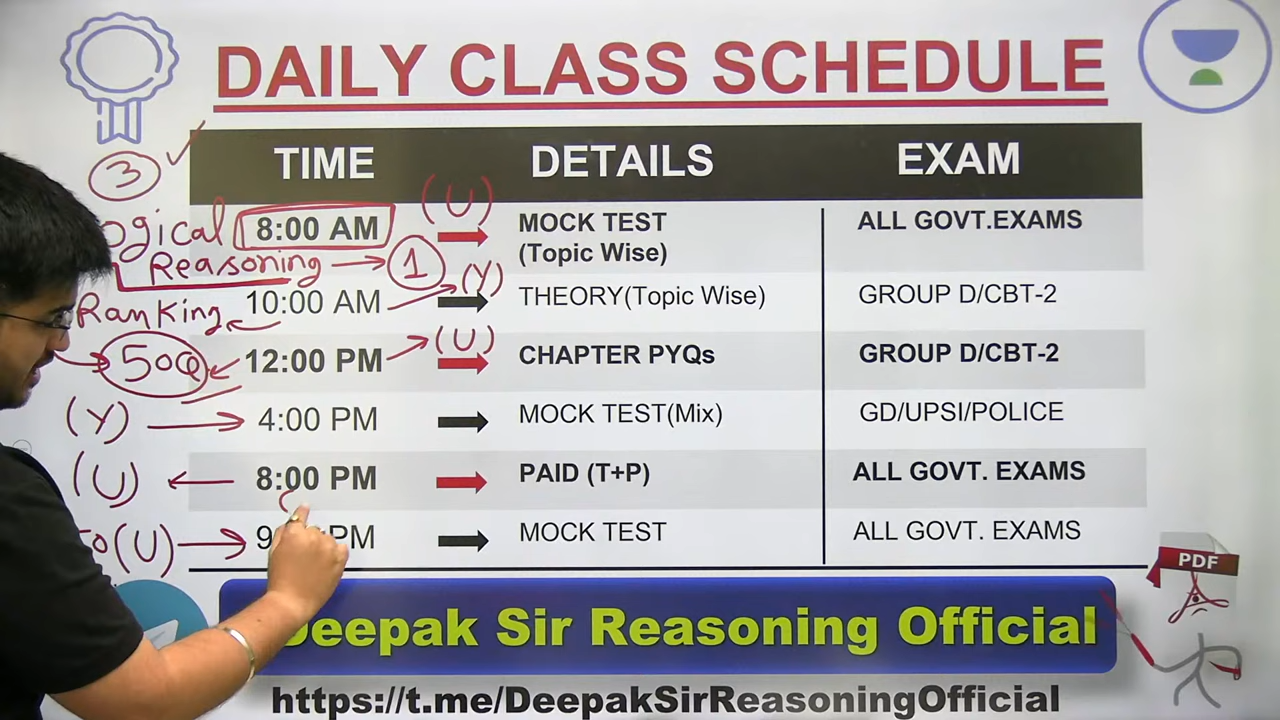 DAILY CLASS SCHEDULE
3
TIME DETAILS EXAM
(U)
ogical 8:00 AM MOCK TEST ALL GOVT.EXAMS
(Topic Wise)
Reasoning 1
(Y)
Ranking 10:00 AM THEORY(Topic Wise) GROUP D/CBT-2
(U)
500 12:00 PM CHAPTER PYQs GROUP D/CBT-2
(Y) 4:00 PM MOCK TEST(Mix) GD/UPSI/POLICE
(U) 8:00 PM PAID (T+P) ALL GOVT. EXAMS
(U) 9 PM MOCK TEST ALL GOVT. EXAMS
PDF
Deepak Sir Reasoning Official
https://t.me/DeepakSirReasoningOfficial